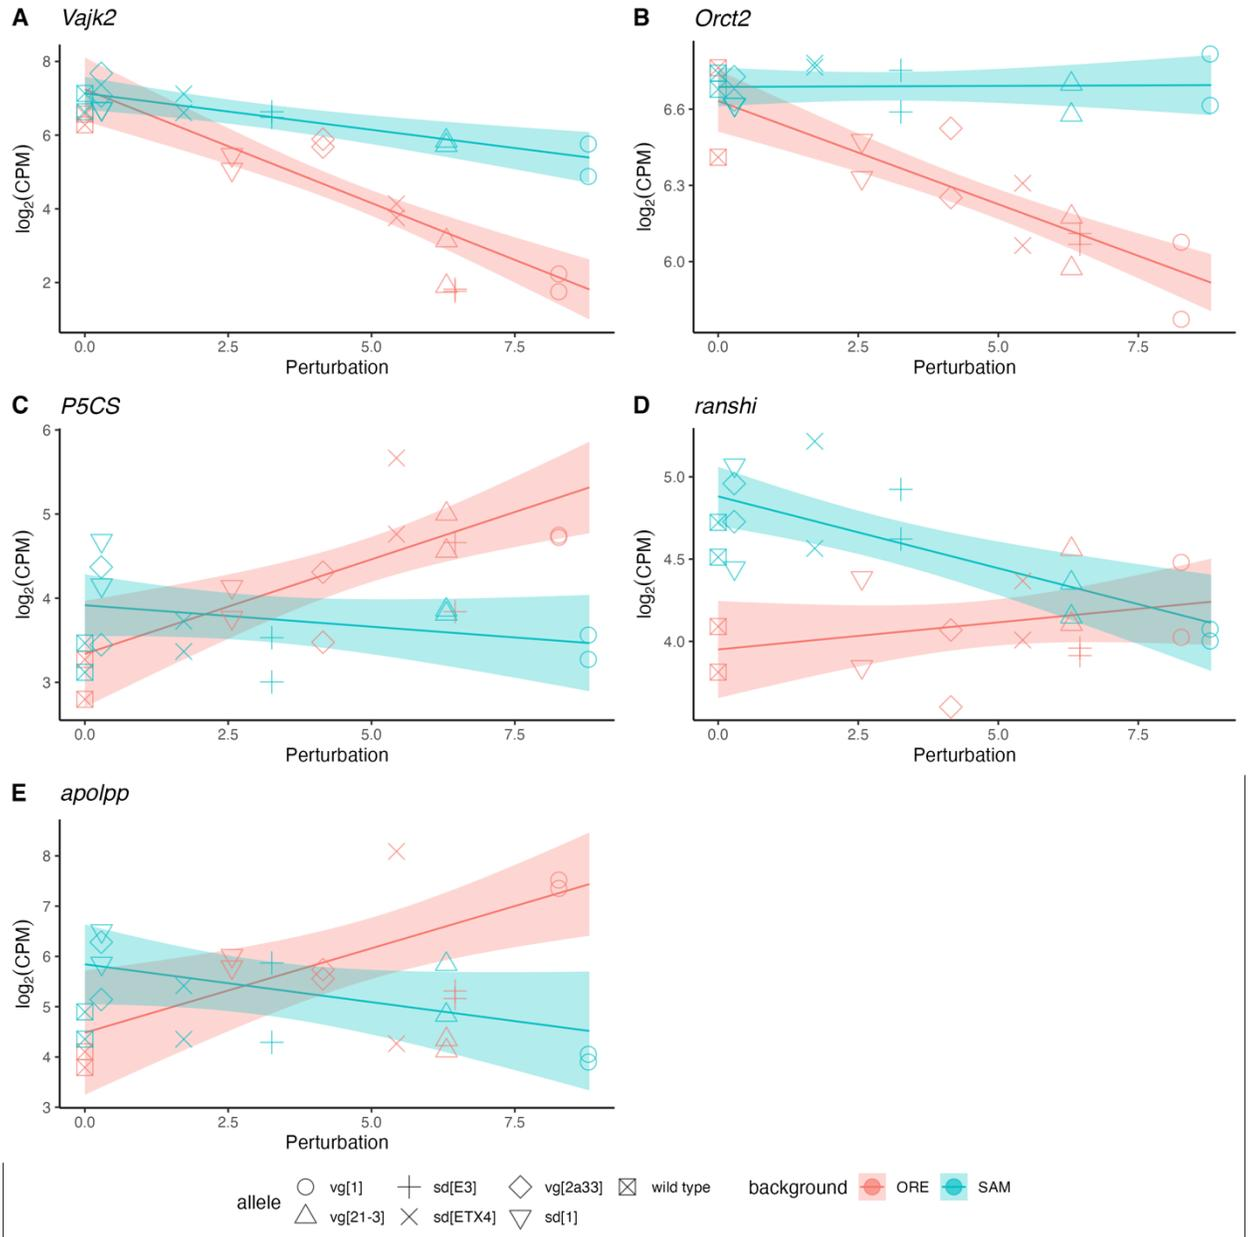 A Vajk2
8
6
4
2
log2(CPM)
0.0 2.5 5.0 7.5
Perturbation
B Orct2
6.6
6.3
6.0
log2(CPM)
0.0 2.5 5.0 7.5
Perturbation
C P5CS
6
5
4
3
log2(CPM)
0.0 2.5 5.0 7.5
Perturbation
D ranshi
5.0
4.5
4.0
log2(CPM)
0.0 2.5 5.0 7.5
Perturbation
E apolpp
8
7
6
5
4
3
log2(CPM)
0.0 2.5 5.0 7.5
Perturbation
allele
vg[1] sd[E3] vg[2a33] wild type
vg[21-3] sd[ETX4] sd[1]
background ORE SAM